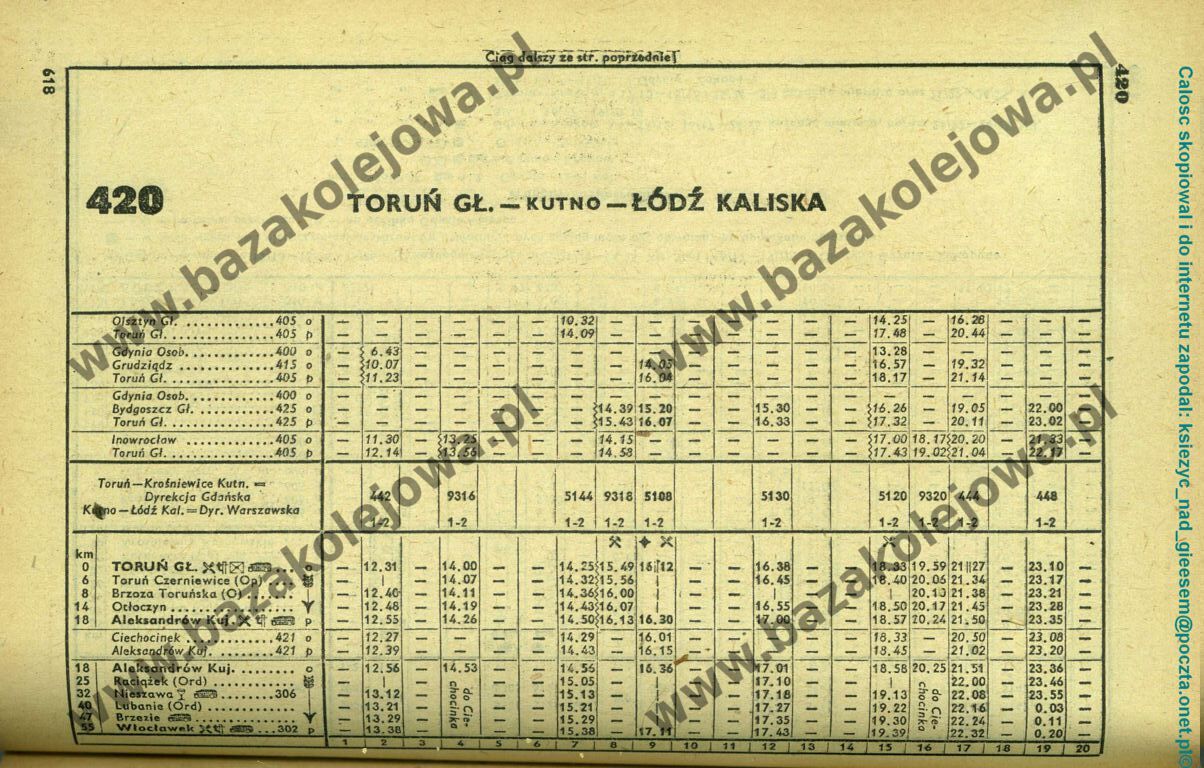 Ciąg dalszy ze str. poprzedniej
618
420
420 TORUŃ GŁ. — KUTNO — ŁÓDŹ KALISKA
Olsztyn Gł. 405 o — — — — — — 10.32 — — — — — — — 14.25 — 16.28 — — —
Toruń Gł. 405 p — — — — — — 14.09 — — — — — — — 17.48 — 20.44 — — —
Gdynia Osob. 400 o — 6.43 — — — — — — — — — — — — 13.28 — — — — —
Grudziądz 415 o — 10.07 — — — — — — 14.03 — — — — — 16.57 — 19.32 — — —
Toruń Gł. 405 p — 11.23 — — — — — — 16.04 — — — — — 18.17 — 21.14 — — —
Gdynia Osob. 400 o — — — — — — — — — — — — — — — — — — — —
Bydgoszcz Gł. 425 o — — — — — — — 14.39 15.20 — — 15.30 — — 16.26 — 19.05 — 22.00 —
Toruń Gł. 425 p — — — — — — — 15.43 16.07 — — 16.33 — — 17.32 — 20.11 — 23.02 —
Inowrocław 405 o — 11.30 — 13.25 — — — 14.15 — — — — — — 17.00 18.17 20.20 — 21.33 —
Toruń Gł. 405 p — 12.14 — 13.56 — — — 14.58 — — — — — — 17.43 19.02 21.04 — 22.17 —
Toruń—Krośniewice Kutn. =
Dyrekcja Gdańska
Kutno—Łódź Kal. = Dyr. Warszawska
442 9316 5144 9318 5108 5130 5120 9320 444 448
1-2 1-2 1-2 1-2 1-2 1-2 1-2 1-2 1-2 1-2
km
0 TORUŃ GŁ. o — 12.31 — 14.00 — — 14.25 15.49 16.12 — — 16.38 — — 18.33 19.59 21.27 — 23.10 —
6 Toruń Czerniewice (Op) — | — 14.07 — — 14.32 15.56 | — — 16.45 — — 18.40 20.06 21.34 — 23.17 —
8 Brzoza Toruńska (O) — 12.40 — 14.11 — — 14.36 16.00 | — — | — — | 20.10 21.38 — 23.21 —
14 Otłoczyn — 12.48 — 14.19 — — 14.43 16.07 | — — 16.55 — — 18.50 20.17 21.45 — 23.28 —
18 Aleksandrów Kuj. p — 12.55 — 14.26 — — 14.50 16.13 16.30 — — 17.00 — — 18.57 20.24 21.50 — 23.35 —
Ciechocinek 421 o — 12.27 — — — — 14.29 — 16.01 — — — — — 18.33 — 20.50 — 23.08 —
Aleksandrów Kuj. 421 p — 12.39 — — — — 14.43 — 16.15 — — — — — 18.45 — 21.02 — 23.20 —
18 Aleksandrów Kuj. o — 12.56 — 14.53 — — 14.56 — 16.36 — — 17.01 — — 18.58 20.25 21.51 — 23.36 —
25 Raciążek (Ord) — | — — — 15.05 — | — — 17.10 — — | 22.00 — 23.46 —
32 Nieszawa 306 — 13.12 — — — 15.13 — | — — 17.18 — — 19.13 22.08 — 23.55 —
40 Lubanie (Ord) — 13.21 — — — 15.21 — | — — 17.27 — — 19.22 22.16 — 0.03 —
47 Brzezie — 13.29 — — — 15.29 — | — — 17.35 — — 19.30 22.24 — 0.11 —
55 Włocławek 302 p — 13.38 — — — 15.38 — 17.11 — — 17.43 — — 19.39 22.32 — 0.20 —
do Cie-
chocinka
do Cie-
chocinka
1 2 3 4 5 6 7 8 9 10 11 12 13 14 15 16 17 18 19 20
www.bazakolejowa.pl
www.bazakolejowa.pl
www.bazakolejowa.pl
www.bazakolejowa.pl
Calosc skopiowal i do internetu zapodal: ksiezyc_nad_gieesem@poczta.onet.pl©